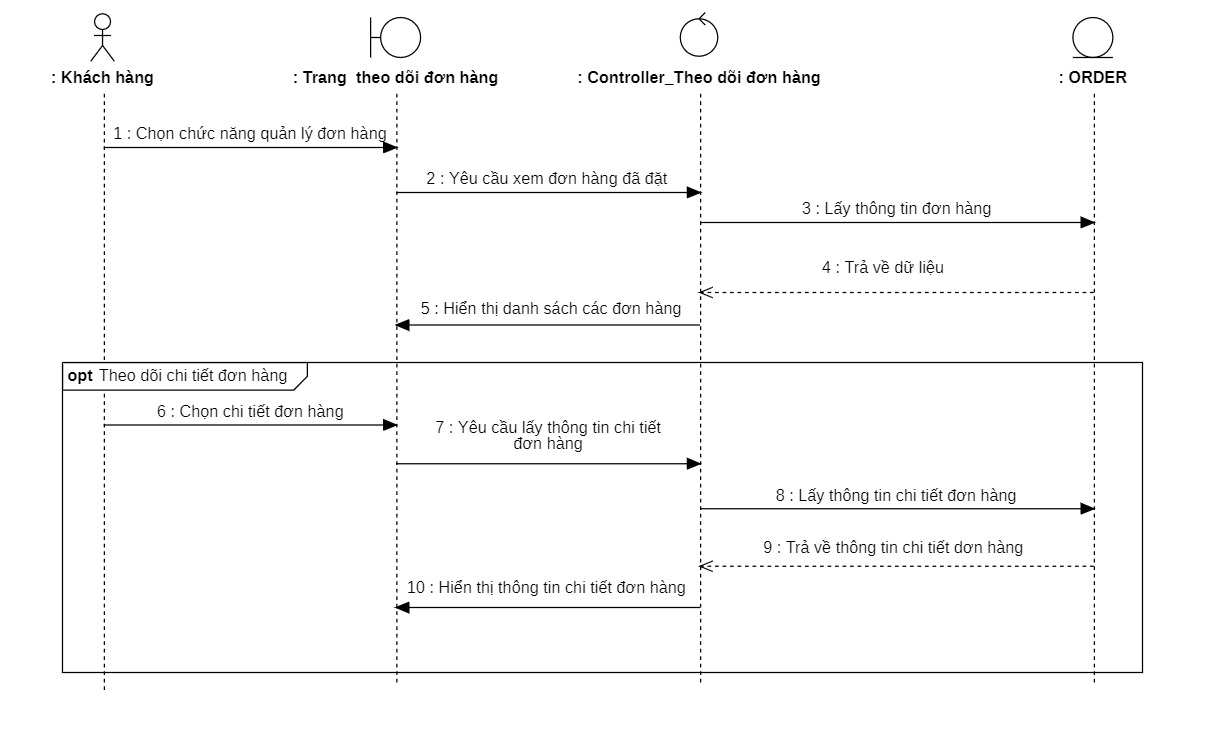 : Khách hàng
: Trang theo dõi đơn hàng
: Controller_Theo dõi đơn hàng
: ORDER
1 : Chọn chức năng quản lý đơn hàng
2 : Yêu cầu xem đơn hàng đã đặt
3 : Lấy thông tin đơn hàng
4 : Trả về dữ liệu
5 : Hiển thị danh sách các đơn hàng
opt Theo dõi chi tiết đơn hàng
6 : Chọn chi tiết đơn hàng
7 : Yêu cầu lấy thông tin chi tiết
đơn hàng
8 : Lấy thông tin chi tiết đơn hàng
9 : Trả về thông tin chi tiết dơn hàng
10 : Hiển thị thông tin chi tiết đơn hàng